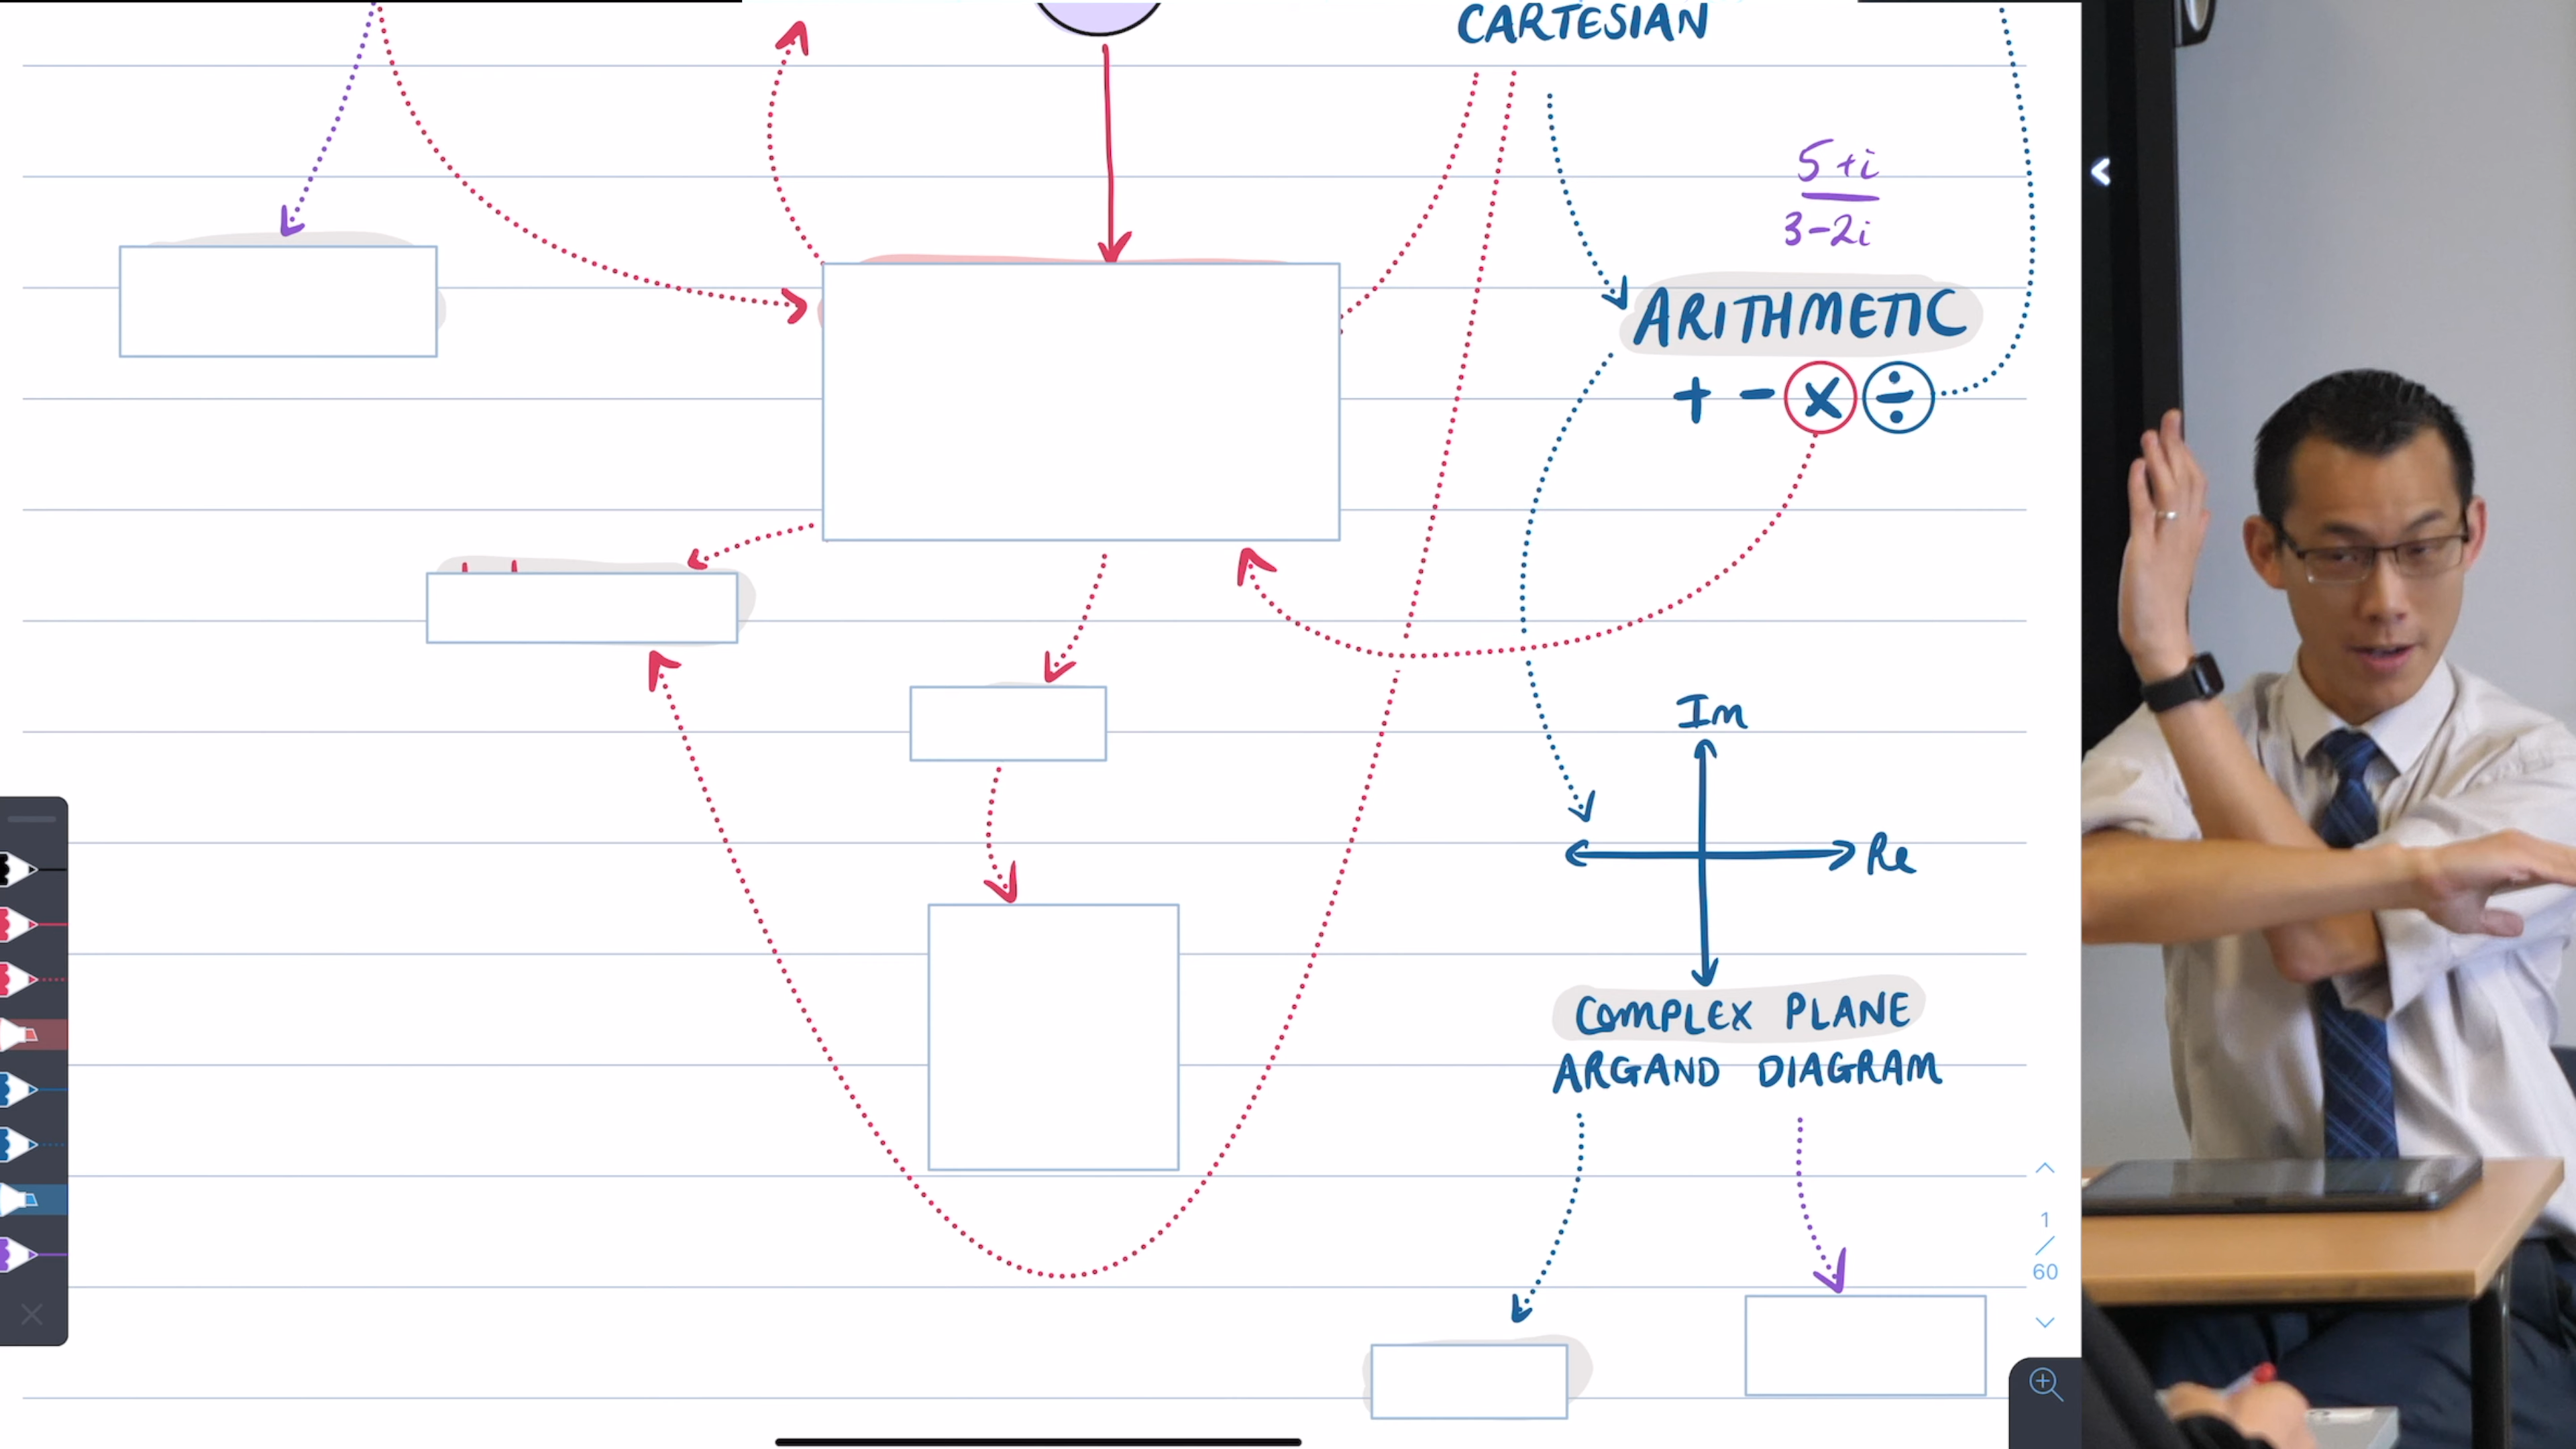 CARTESIAN
5+i
3-2i
ARITHMETIC
+ - × ÷
Im
Re
COMPLEX PLANE
ARGAND DIAGRAM
1
/
60